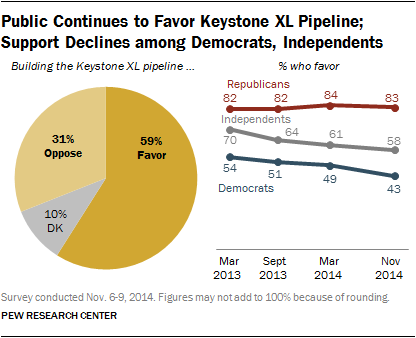 Public Continues to Favor Keystone XL Pipeline;
Support Declines among Democrats, Independents
Building the Keystone XL pipeline ...
31%
Oppose
59%
Favor
10%
DK
% who favor
Republicans
82 82 84 83
Independents
70 64 61 58
54 51 49 43
Democrats
Mar
2013
Sept
2013
Mar
2014
Nov
2014
Survey conducted Nov. 6-9, 2014. Figures may not add to 100% because of rounding.
PEW RESEARCH CENTER